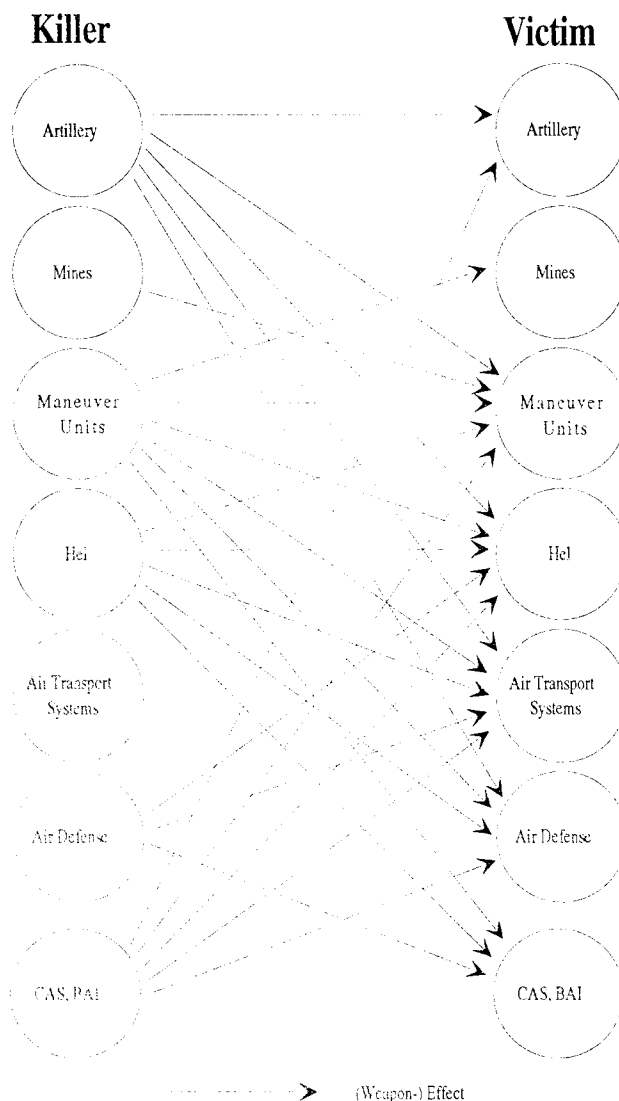 Killer Victim
Artillery Artillery
Mines Mines
Maneuver Maneuver
Units Units
Hel Hel
Air Transport Air Transport
Systems Systems
Air Defense Air Defense
CAS, BAI CAS, BAI
(Weapon-) Effect